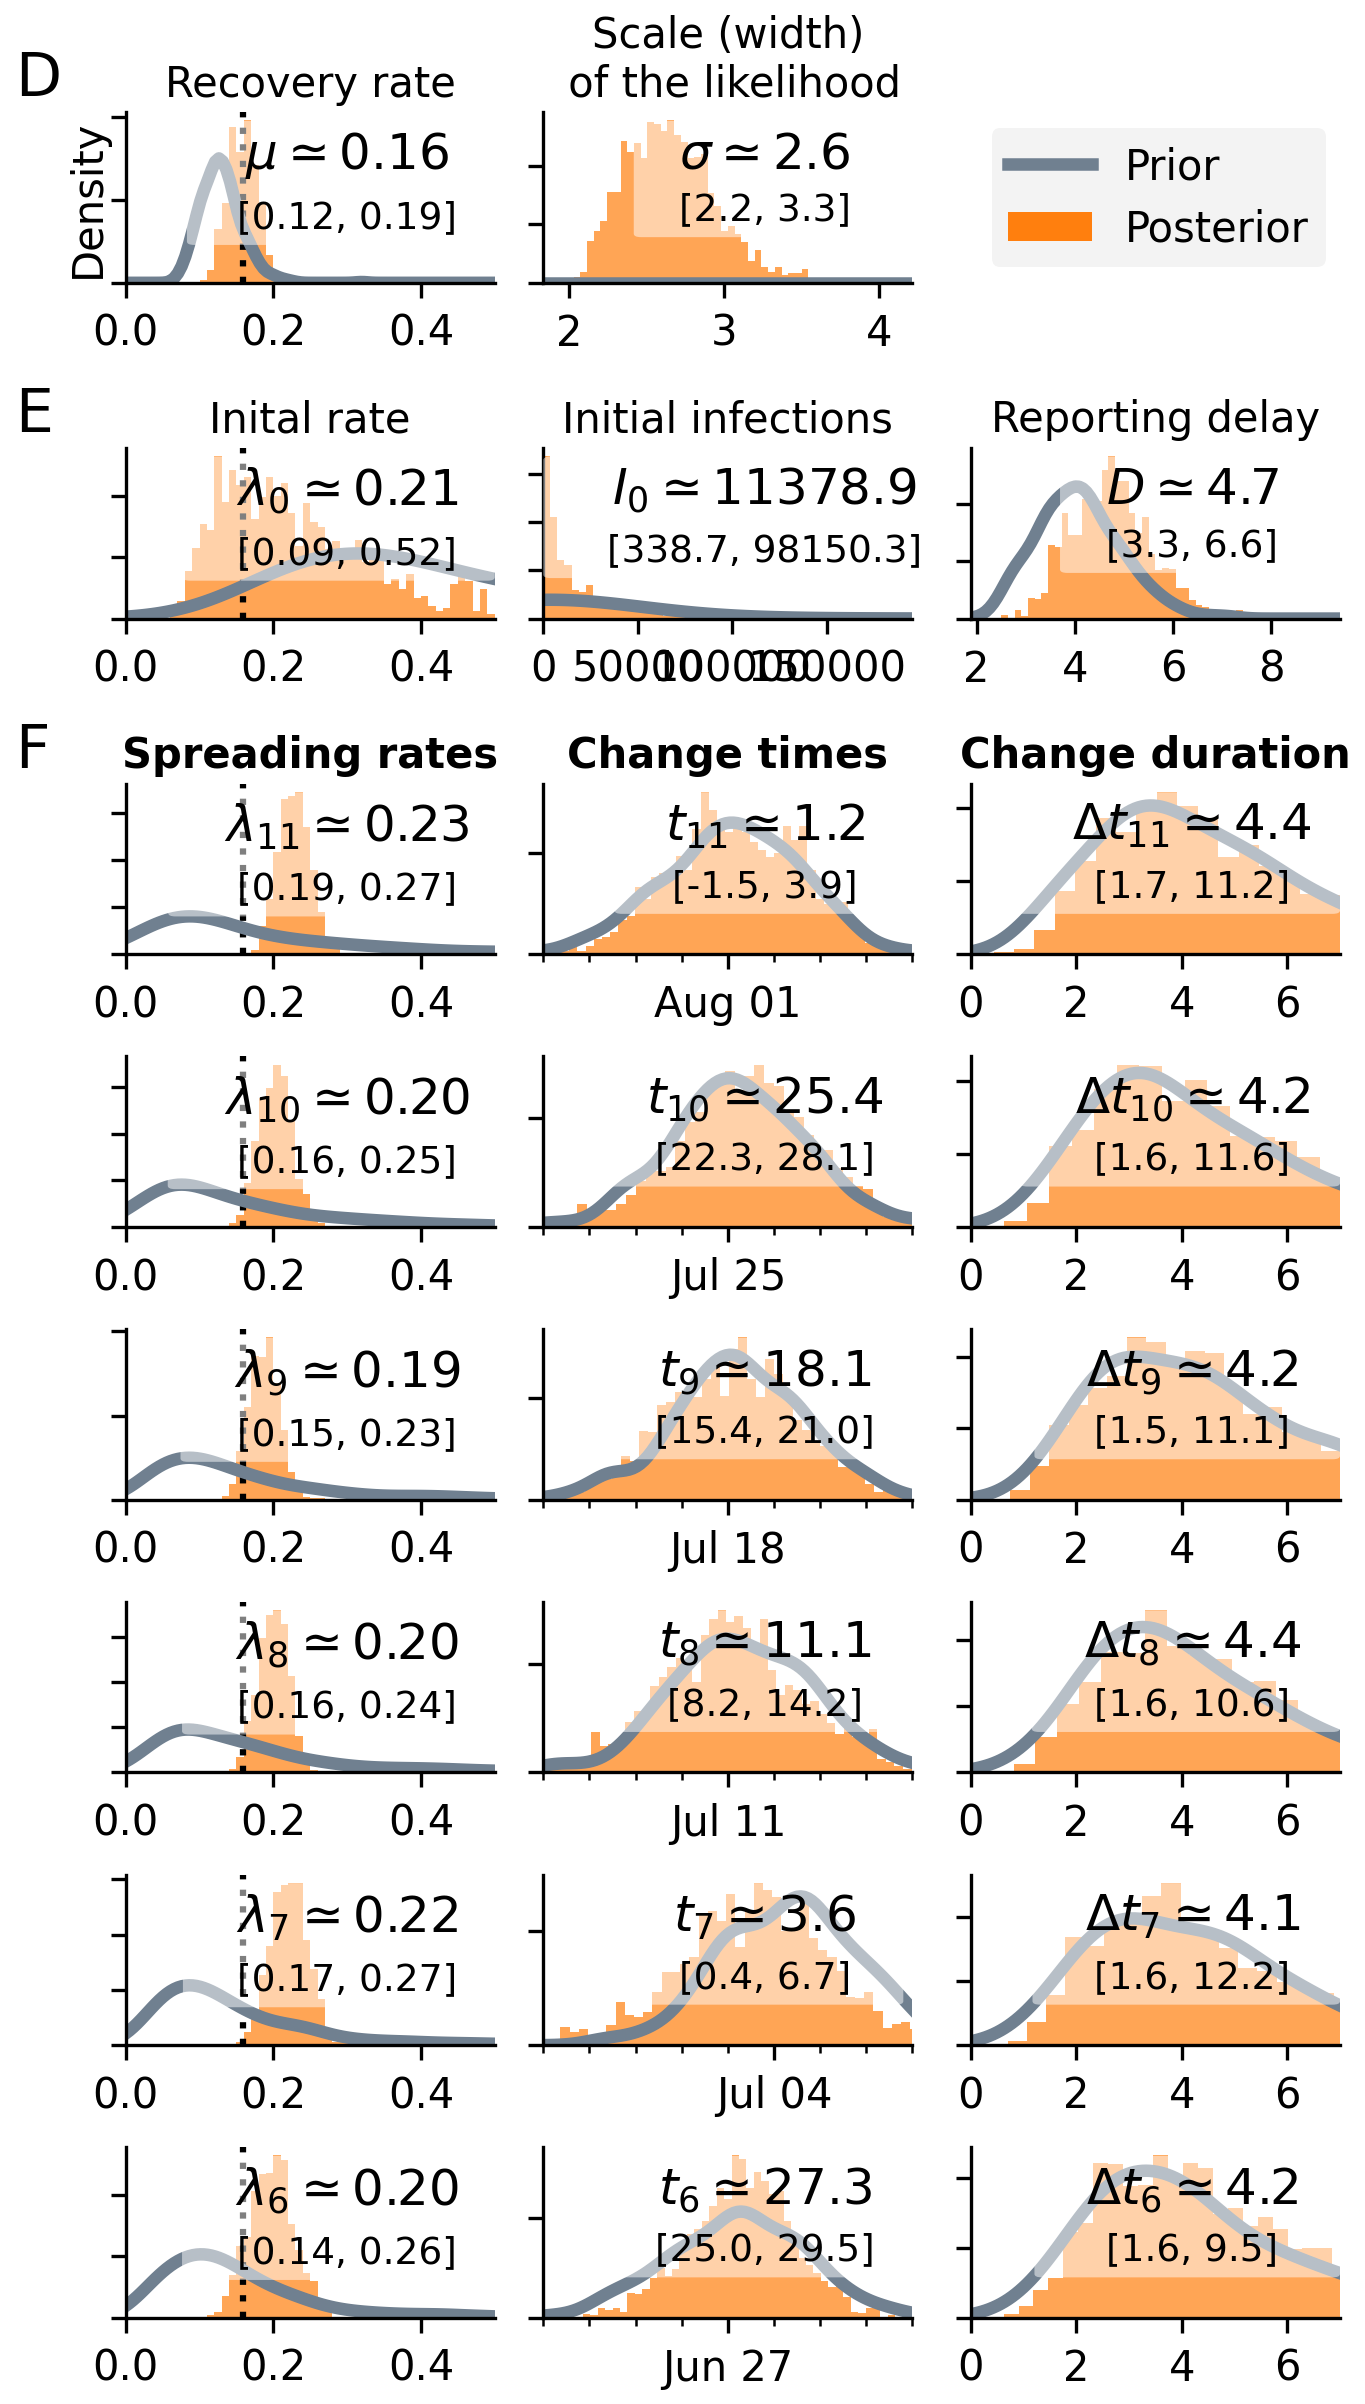 D
Recovery rate
Scale (width)
of the likelihood
Density
μ ≃ 0.16
[0.12, 0.19]
0.0 0.2 0.4
σ ≃ 2.6
[2.2, 3.3]
2 3 4
Prior
Posterior
E
Inital rate
λ0 ≃ 0.21
[0.09, 0.52]
0.0 0.2 0.4
Initial infections
I0 ≃ 11378.9
[338.7, 98150.3]
0 50000 100000 150000
Reporting delay
D ≃ 4.7
[3.3, 6.6]
2 4 6 8
F
Spreading rates
Change times
Change duration
λ11 ≃ 0.23
[0.19, 0.27]
0.0 0.2 0.4
t11 ≃ 1.2
[-1.5, 3.9]
Aug 01
Δt11 ≃ 4.4
[1.7, 11.2]
0 2 4 6
λ10 ≃ 0.20
[0.16, 0.25]
0.0 0.2 0.4
t10 ≃ 25.4
[22.3, 28.1]
Jul 25
Δt10 ≃ 4.2
[1.6, 11.6]
0 2 4 6
λ9 ≃ 0.19
[0.15, 0.23]
0.0 0.2 0.4
t9 ≃ 18.1
[15.4, 21.0]
Jul 18
Δt9 ≃ 4.2
[1.5, 11.1]
0 2 4 6
λ8 ≃ 0.20
[0.16, 0.24]
0.0 0.2 0.4
t8 ≃ 11.1
[8.2, 14.2]
Jul 11
Δt8 ≃ 4.4
[1.6, 10.6]
0 2 4 6
λ7 ≃ 0.22
[0.17, 0.27]
0.0 0.2 0.4
t7 ≃ 3.6
[0.4, 6.7]
Jul 04
Δt7 ≃ 4.1
[1.6, 12.2]
0 2 4 6
λ6 ≃ 0.20
[0.14, 0.26]
0.0 0.2 0.4
t6 ≃ 27.3
[25.0, 29.5]
Jun 27
Δt6 ≃ 4.2
[1.6, 9.5]
0 2 4 6